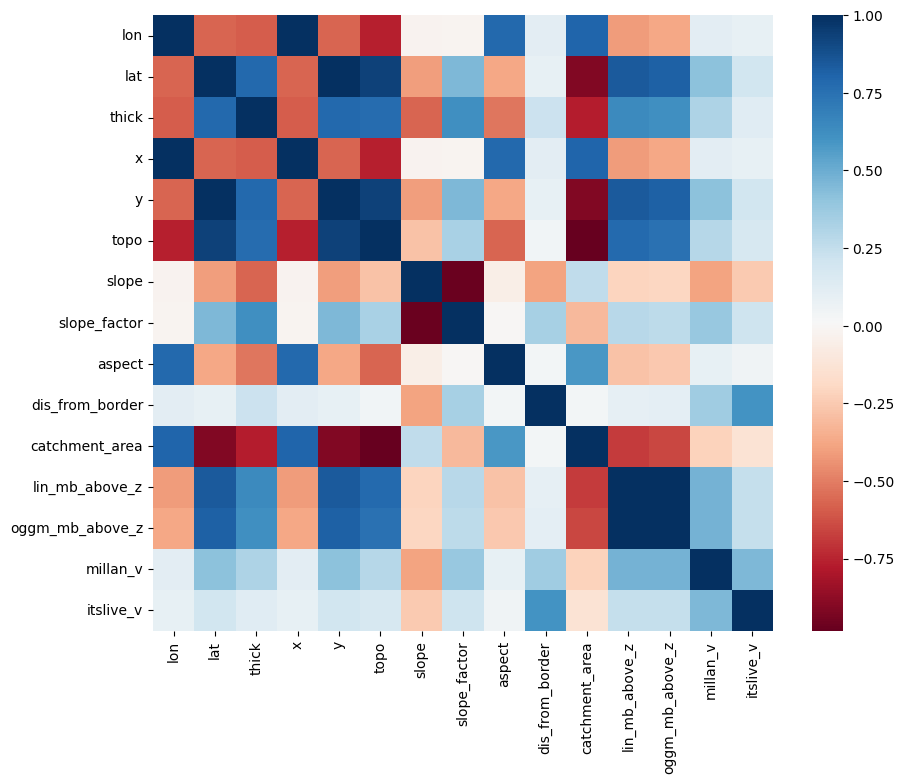 lon
lat
thick
x
y
topo
slope
slope_factor
aspect
dis_from_border
catchment_area
lin_mb_above_z
oggm_mb_above_z
millan_v
itslive_v
lon
lat
thick
x
y
topo
slope
slope_factor
aspect
dis_from_border
catchment_area
lin_mb_above_z
oggm_mb_above_z
millan_v
itslive_v
1.00
0.75
0.50
0.25
0.00
−0.25
−0.50
−0.75